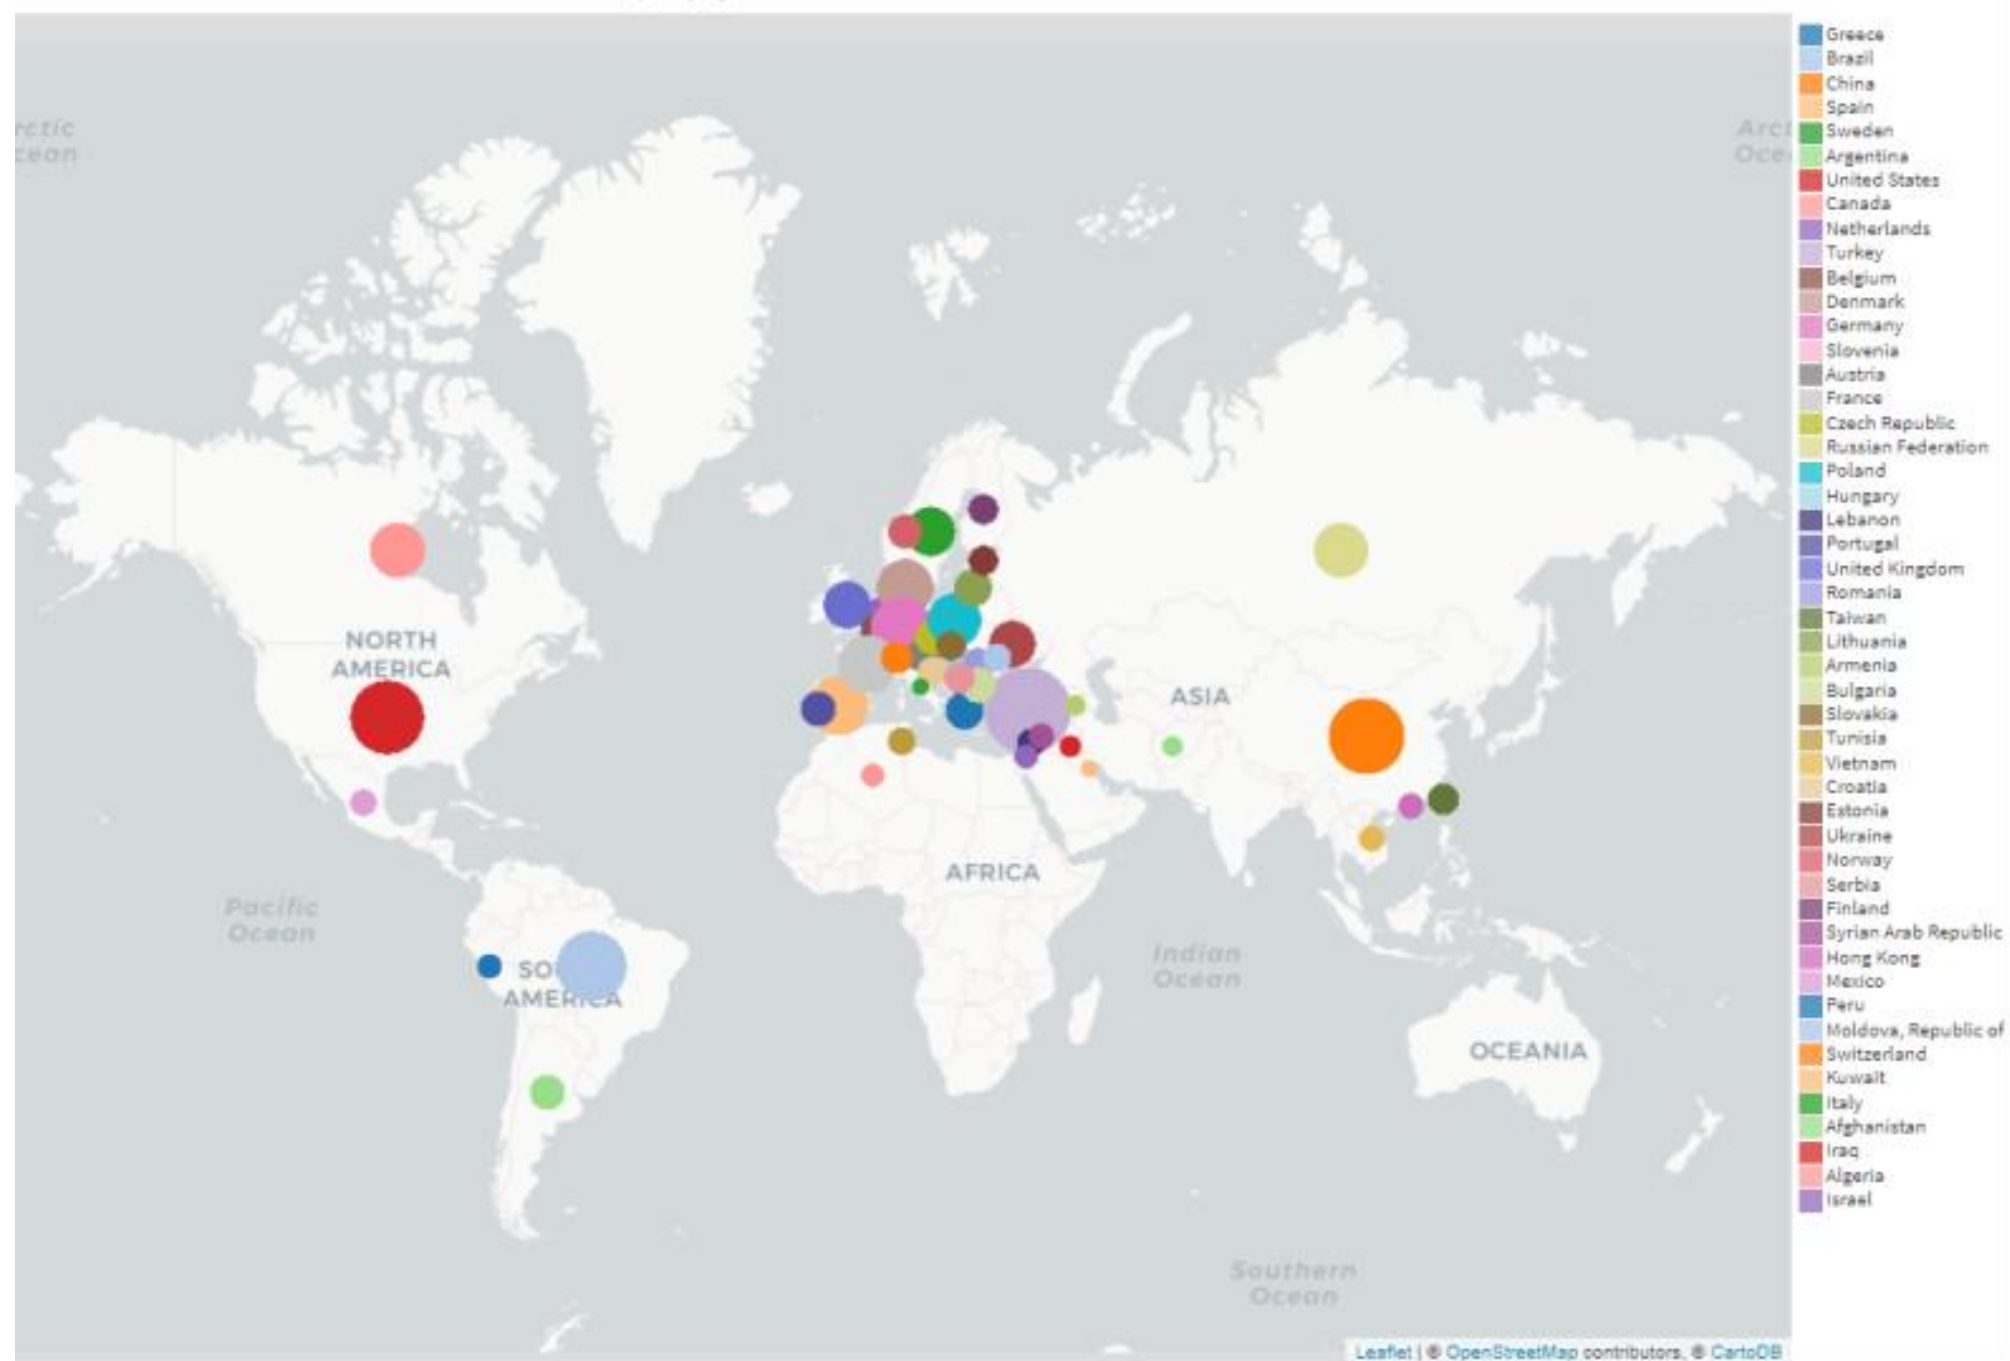 rctic
cean
Arct
Oce
NORTH
AMERICA
ASIA
AFRICA
Pacific
Ocean
SO
AMERICA
Indian
Ocean
OCEANIA
Southern
Ocean
Greece
Brazil
China
Spain
Sweden
Argentina
United States
Canada
Netherlands
Turkey
Belgium
Denmark
Germany
Slovenia
Austria
France
Czech Republic
Russian Federation
Poland
Hungary
Lebanon
Portugal
United Kingdom
Romania
Taiwan
Lithuania
Armenia
Bulgaria
Slovakia
Tunisia
Vietnam
Croatia
Estonia
Ukraine
Norway
Serbia
Finland
Syrian Arab Republic
Hong Kong
Mexico
Peru
Moldova, Republic of
Switzerland
Kuwait
Italy
Afghanistan
Iraq
Algeria
Israel
Leaflet | © OpenStreetMap contributors, © CartoDB